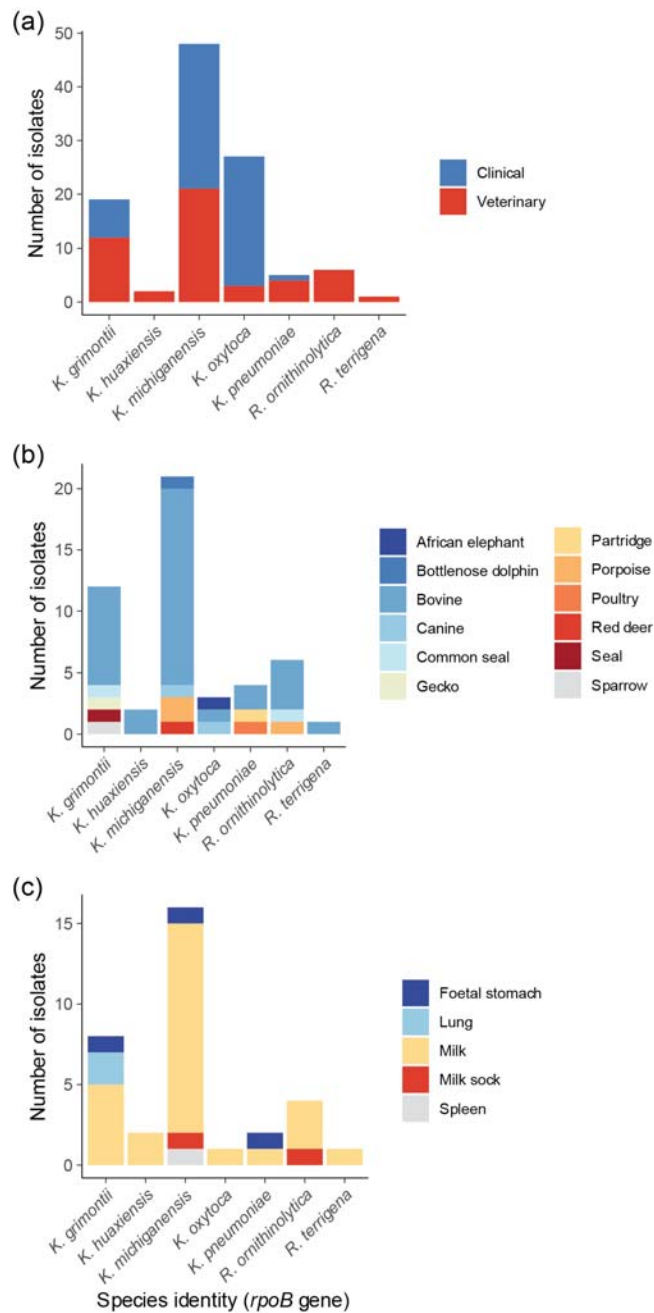 (a)
50
40
30
20
10
0
Number of isolates
Clinical
Veterinary
K. grimontii
K. huaxiensis
K. michiganensis
K. oxytoca
K. pneumoniae
R. ornithinolytica
R. terrigena
(b)
20
15
10
5
0
Number of isolates
African elephant
Bottlenose dolphin
Bovine
Canine
Common seal
Gecko
Partridge
Porpoise
Poultry
Red deer
Seal
Sparrow
K. grimontii
K. huaxiensis
K. michiganensis
K. oxytoca
K. pneumoniae
R. ornithinolytica
R. terrigena
(c)
15
10
5
0
Number of isolates
Foetal stomach
Lung
Milk
Milk sock
Spleen
K. grimontii
K. huaxiensis
K. michiganensis
K. oxytoca
K. pneumoniae
R. ornithinolytica
R. terrigena
Species identity (rpoB gene)